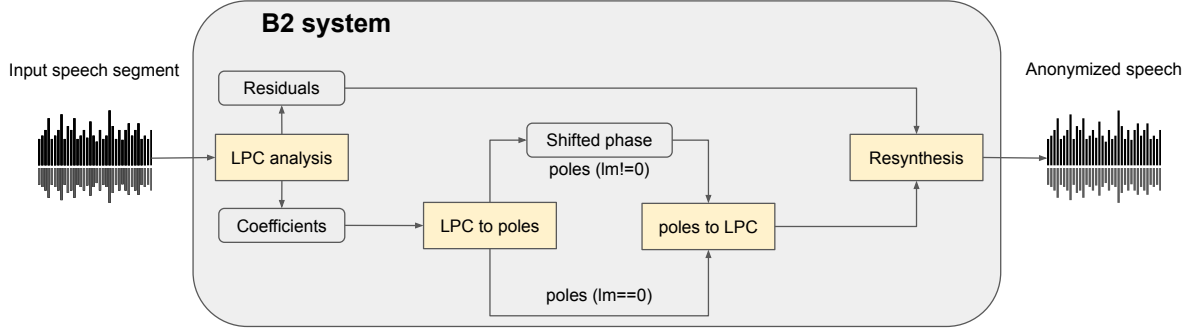 B2 system
Input speech segment
Anonymized speech
Residuals
LPC analysis
Shifted phase
poles (Im!=0)
Resynthesis
Coefficients
LPC to poles
poles to LPC
poles (Im==0)